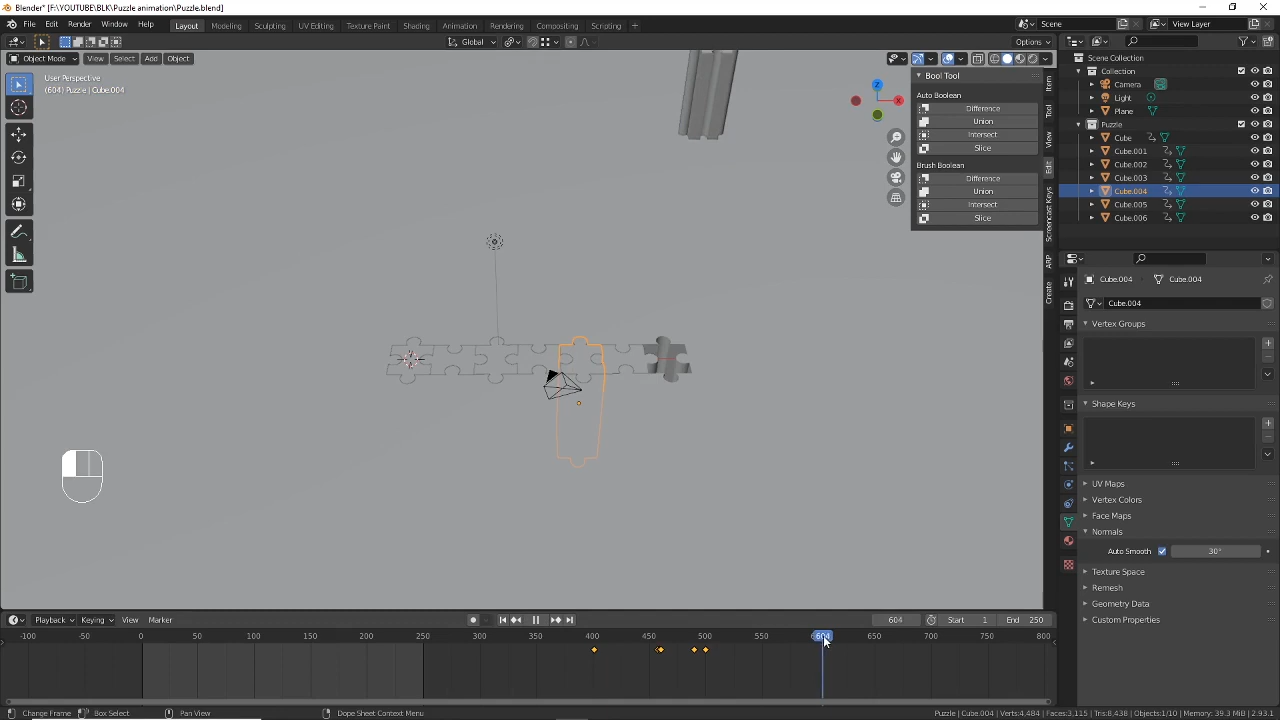 Blender* [F:\YOUTUBE\BLK\Puzzle animation\Puzzle.blend]
File Edit Render Window Help Layout Modeling Sculpting UV Editing Texture Paint Shading Animation Rendering Compositing Scripting + Scene View Layer
Global Options
Object Mode View Select Add Object
User Perspective
(604) Puzzle | Cube.004
Z
X
Bool Tool
Auto Boolean
Difference
Union
Intersect
Slice
Brush Boolean
Difference
Union
Intersect
Slice
Item
Tool
View
Edit
Screencast Keys
ARP
Create
Scene Collection
Collection
Camera
Light
Plane
Puzzle
Cube
Cube.001
Cube.002
Cube.003
Cube.004
Cube.005
Cube.006
Cube.004 Cube.004
Cube.004
Vertex Groups
Shape Keys
UV Maps
Vertex Colors
Face Maps
Normals
Auto Smooth 30°
Texture Space
Remesh
Geometry Data
Custom Properties
Playback Keying View Marker 604 Start 1 End 250
-100 -50 0 50 100 150 200 250 300 350 400 450 500 550 604 650 700 750 800
Change Frame Box Select Pan View Dope Sheet Context Menu Puzzle | Cube.004 | Verts:4,484 | Faces:3,115 | Tris:8,438 | Objects:1/10 | Memory: 39.3 MiB | 2.93.1